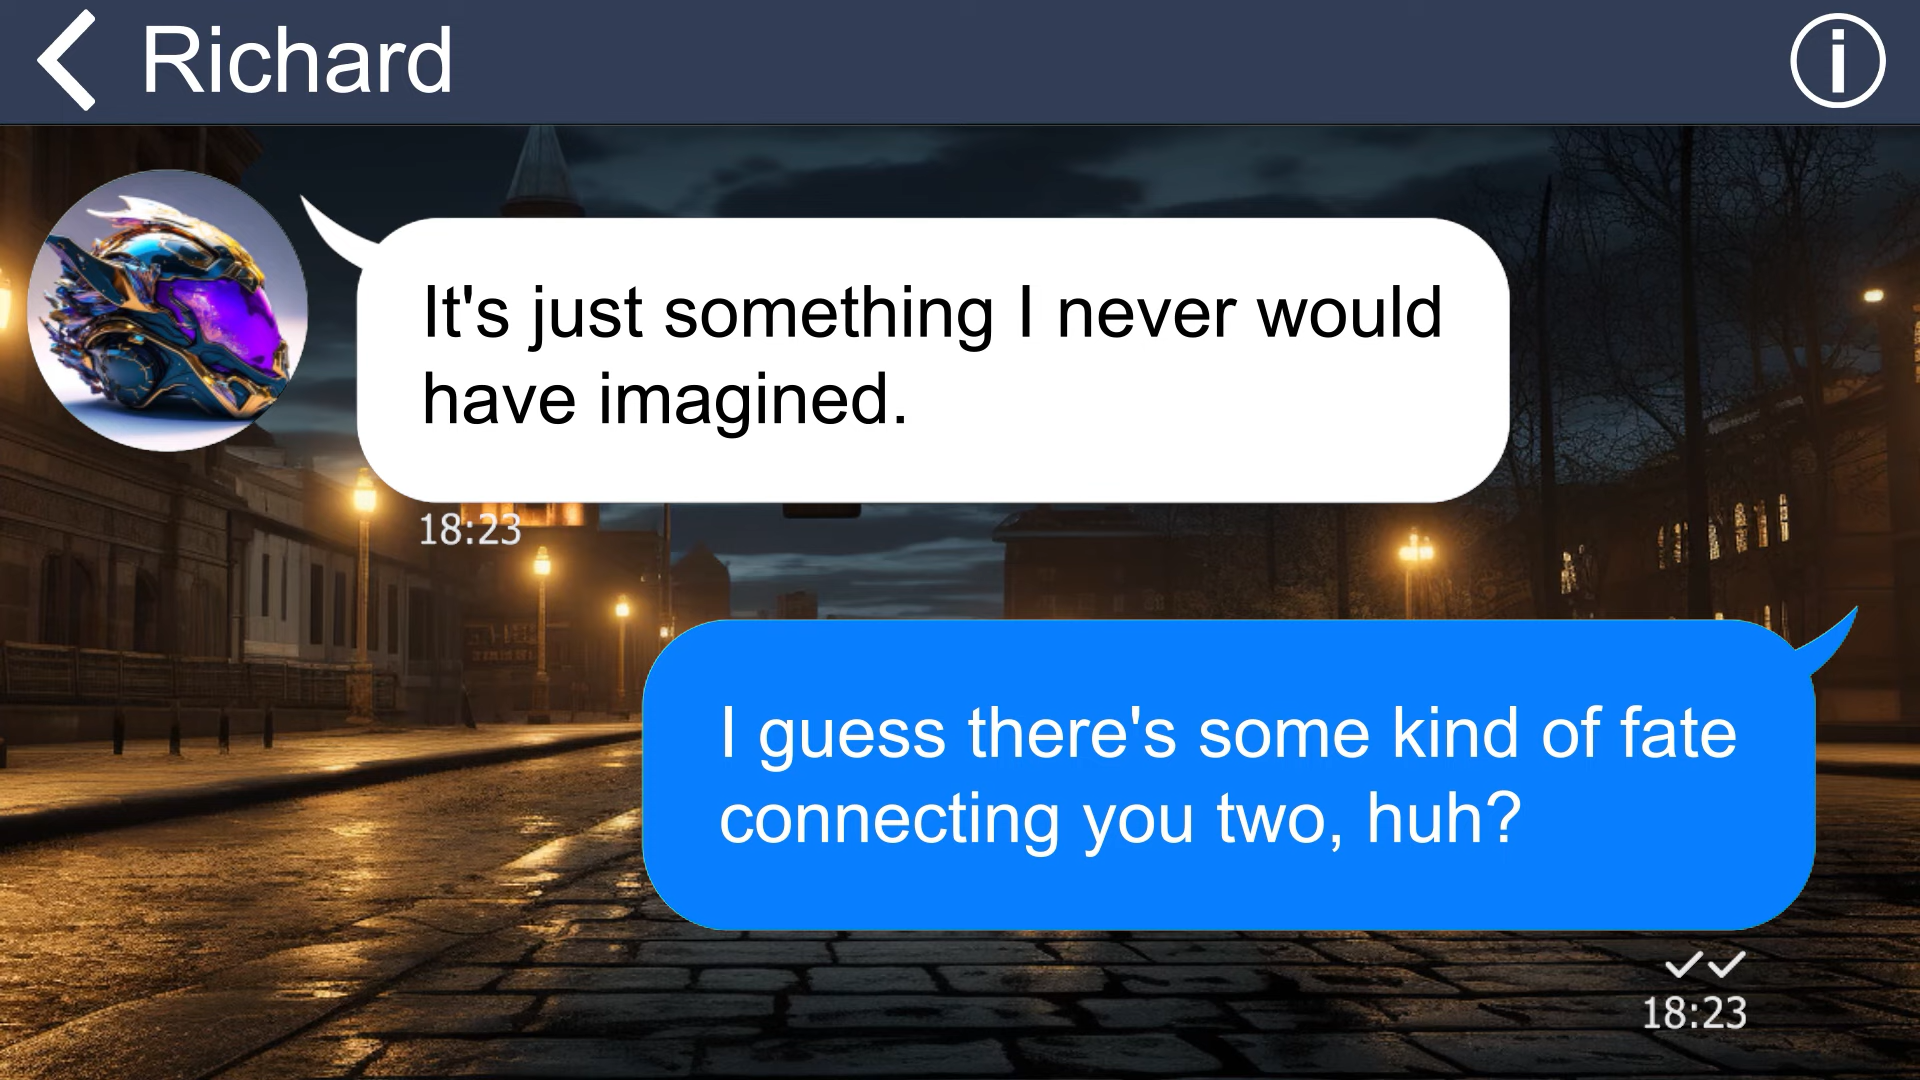 Richard
It's just something I never would
have imagined.
18:23
I guess there's some kind of fate
connecting you two, huh?
18:23